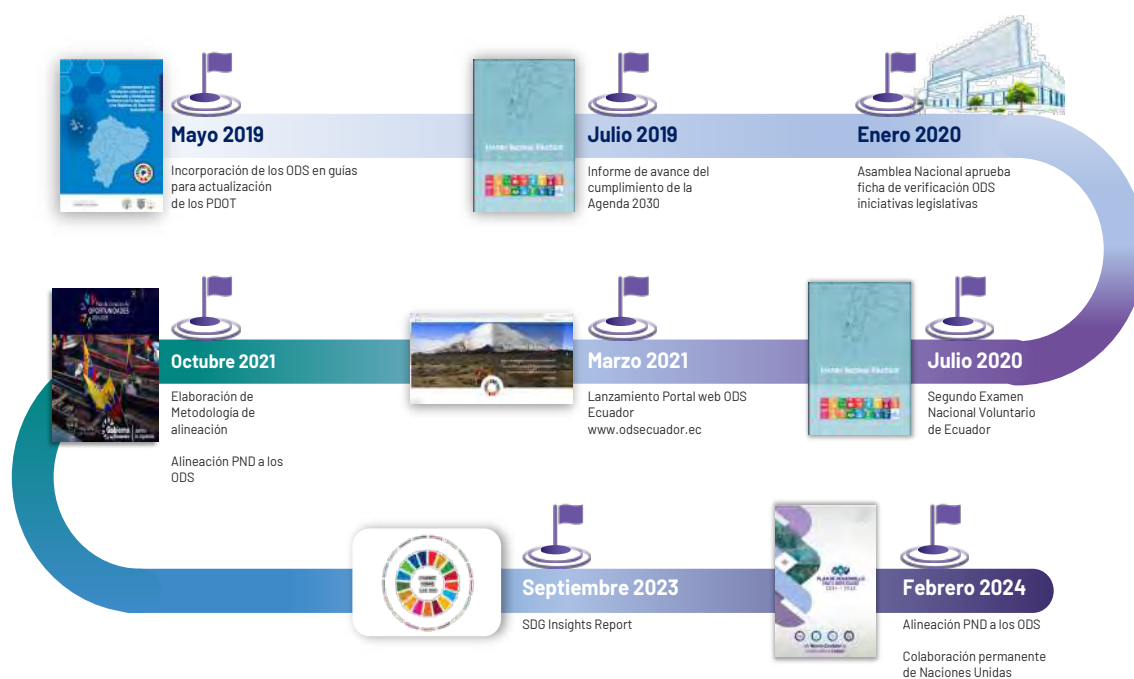 Mayo 2019
Incorporación de los ODS en guías
para actualización
de los PDOT
Julio 2019
Informe de avance del
cumplimiento de la
Agenda 2030
Enero 2020
Asamblea Nacional aprueba
ficha de verificación ODS
iniciativas legislativas
Julio 2020
Segundo Examen
Nacional Voluntario
de Ecuador
Marzo 2021
Lanzamiento Portal web ODS
Ecuador
www.odsecuador.ec
OPORTUNIDADES
Octubre 2021
Elaboración de
Metodología de
alineación
Alineación PND a los
ODS
Septiembre 2023
SDG Insights Report
PLAN DE DESARROLLO
Febrero 2024
Alineación PND a los ODS
Colaboración permanente
de Naciones Unidas